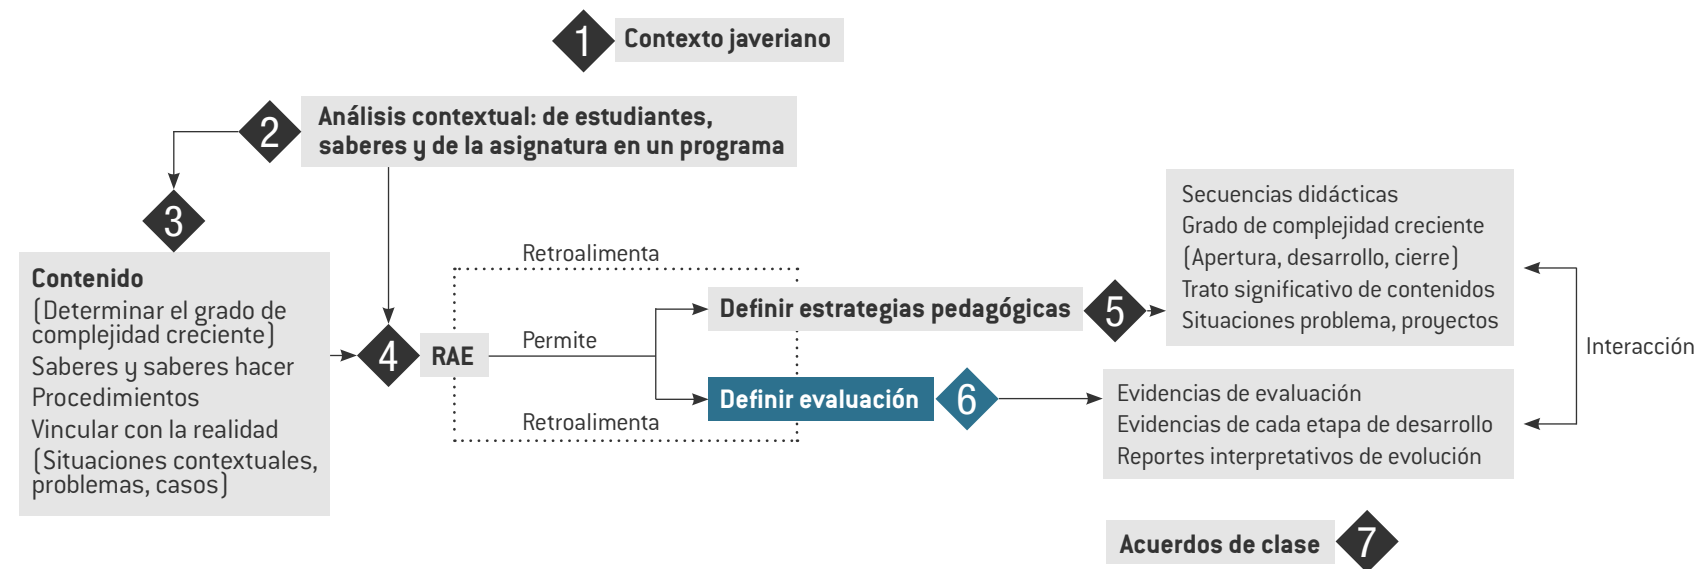 1 Contexto javeriano
2 Análisis contextual: de estudiantes,
saberes y de la asignatura en un programa
3
Contenido
(Determinar el grado de
complejidad creciente)
Saberes y saberes hacer
Procedimientos
Vincular con la realidad
(Situaciones contextuales,
problemas, casos)
4 RAE
Retroalimenta
Permite
Retroalimenta
Definir estrategias pedagógicas 5
Secuencias didácticas
Grado de complejidad creciente
(Apertura, desarrollo, cierre)
Trato significativo de contenidos
Situaciones problema, proyectos
Definir evaluación 6
Evidencias de evaluación
Evidencias de cada etapa de desarrollo
Reportes interpretativos de evolución
Interacción
Acuerdos de clase 7